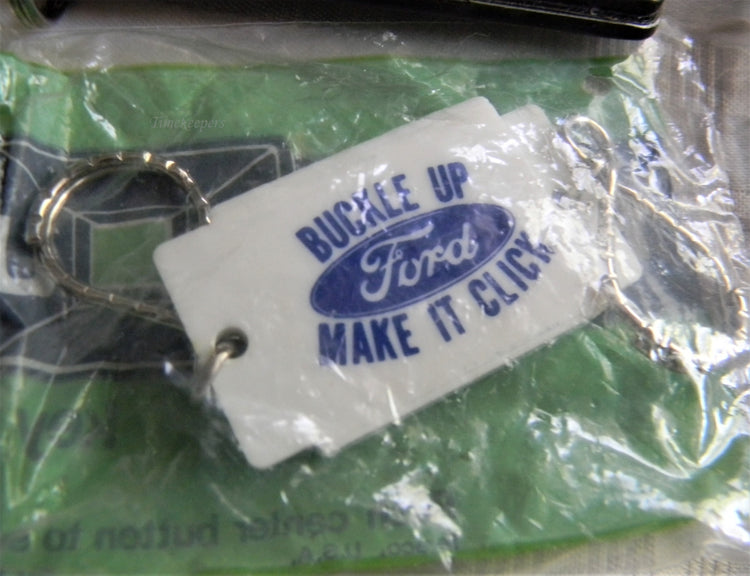 Timekeepers
BUCKLE UP
Ford
MAKE IT CLICK
center button to
U.S.A.